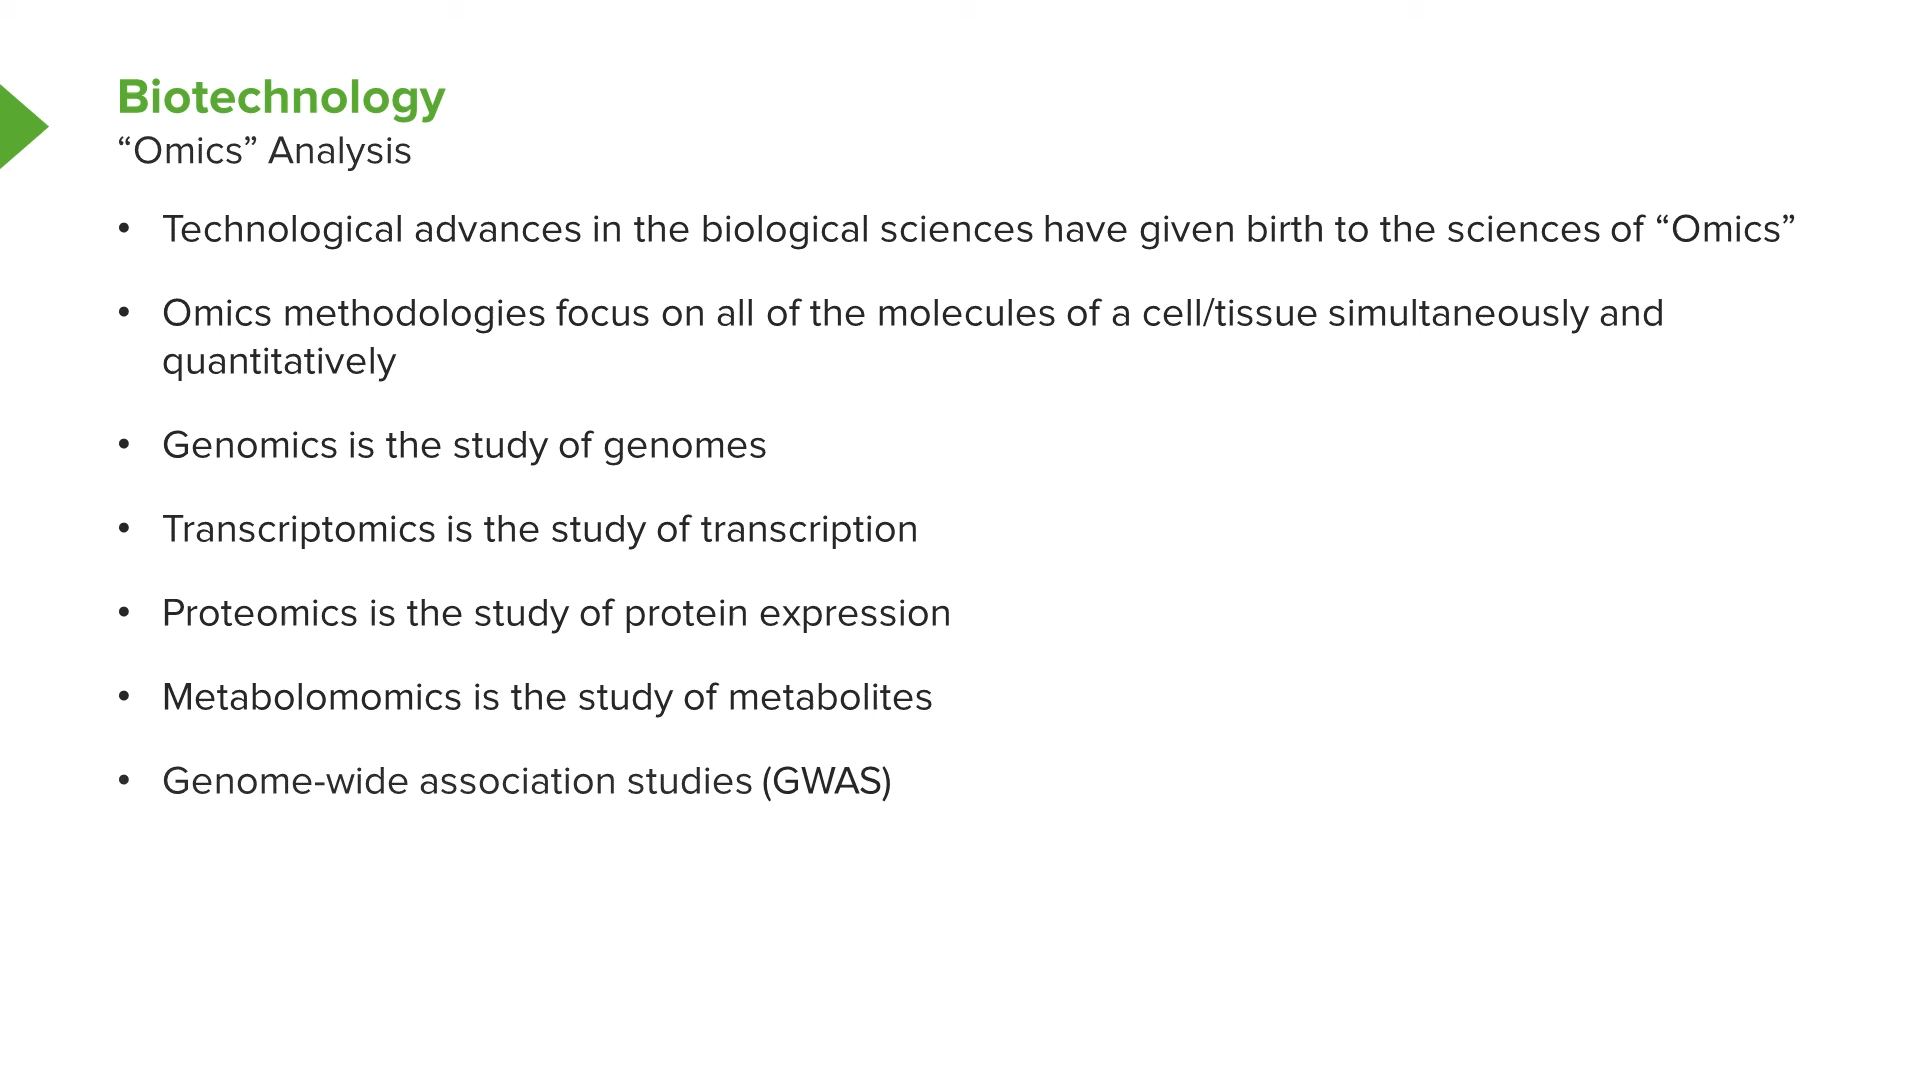 Biotechnology
“Omics” Analysis
• Technological advances in the biological sciences have given birth to the sciences of “Omics”
• Omics methodologies focus on all of the molecules of a cell/tissue simultaneously and
quantitatively
• Genomics is the study of genomes
• Transcriptomics is the study of transcription
• Proteomics is the study of protein expression
• Metabolomomics is the study of metabolites
• Genome-wide association studies (GWAS)